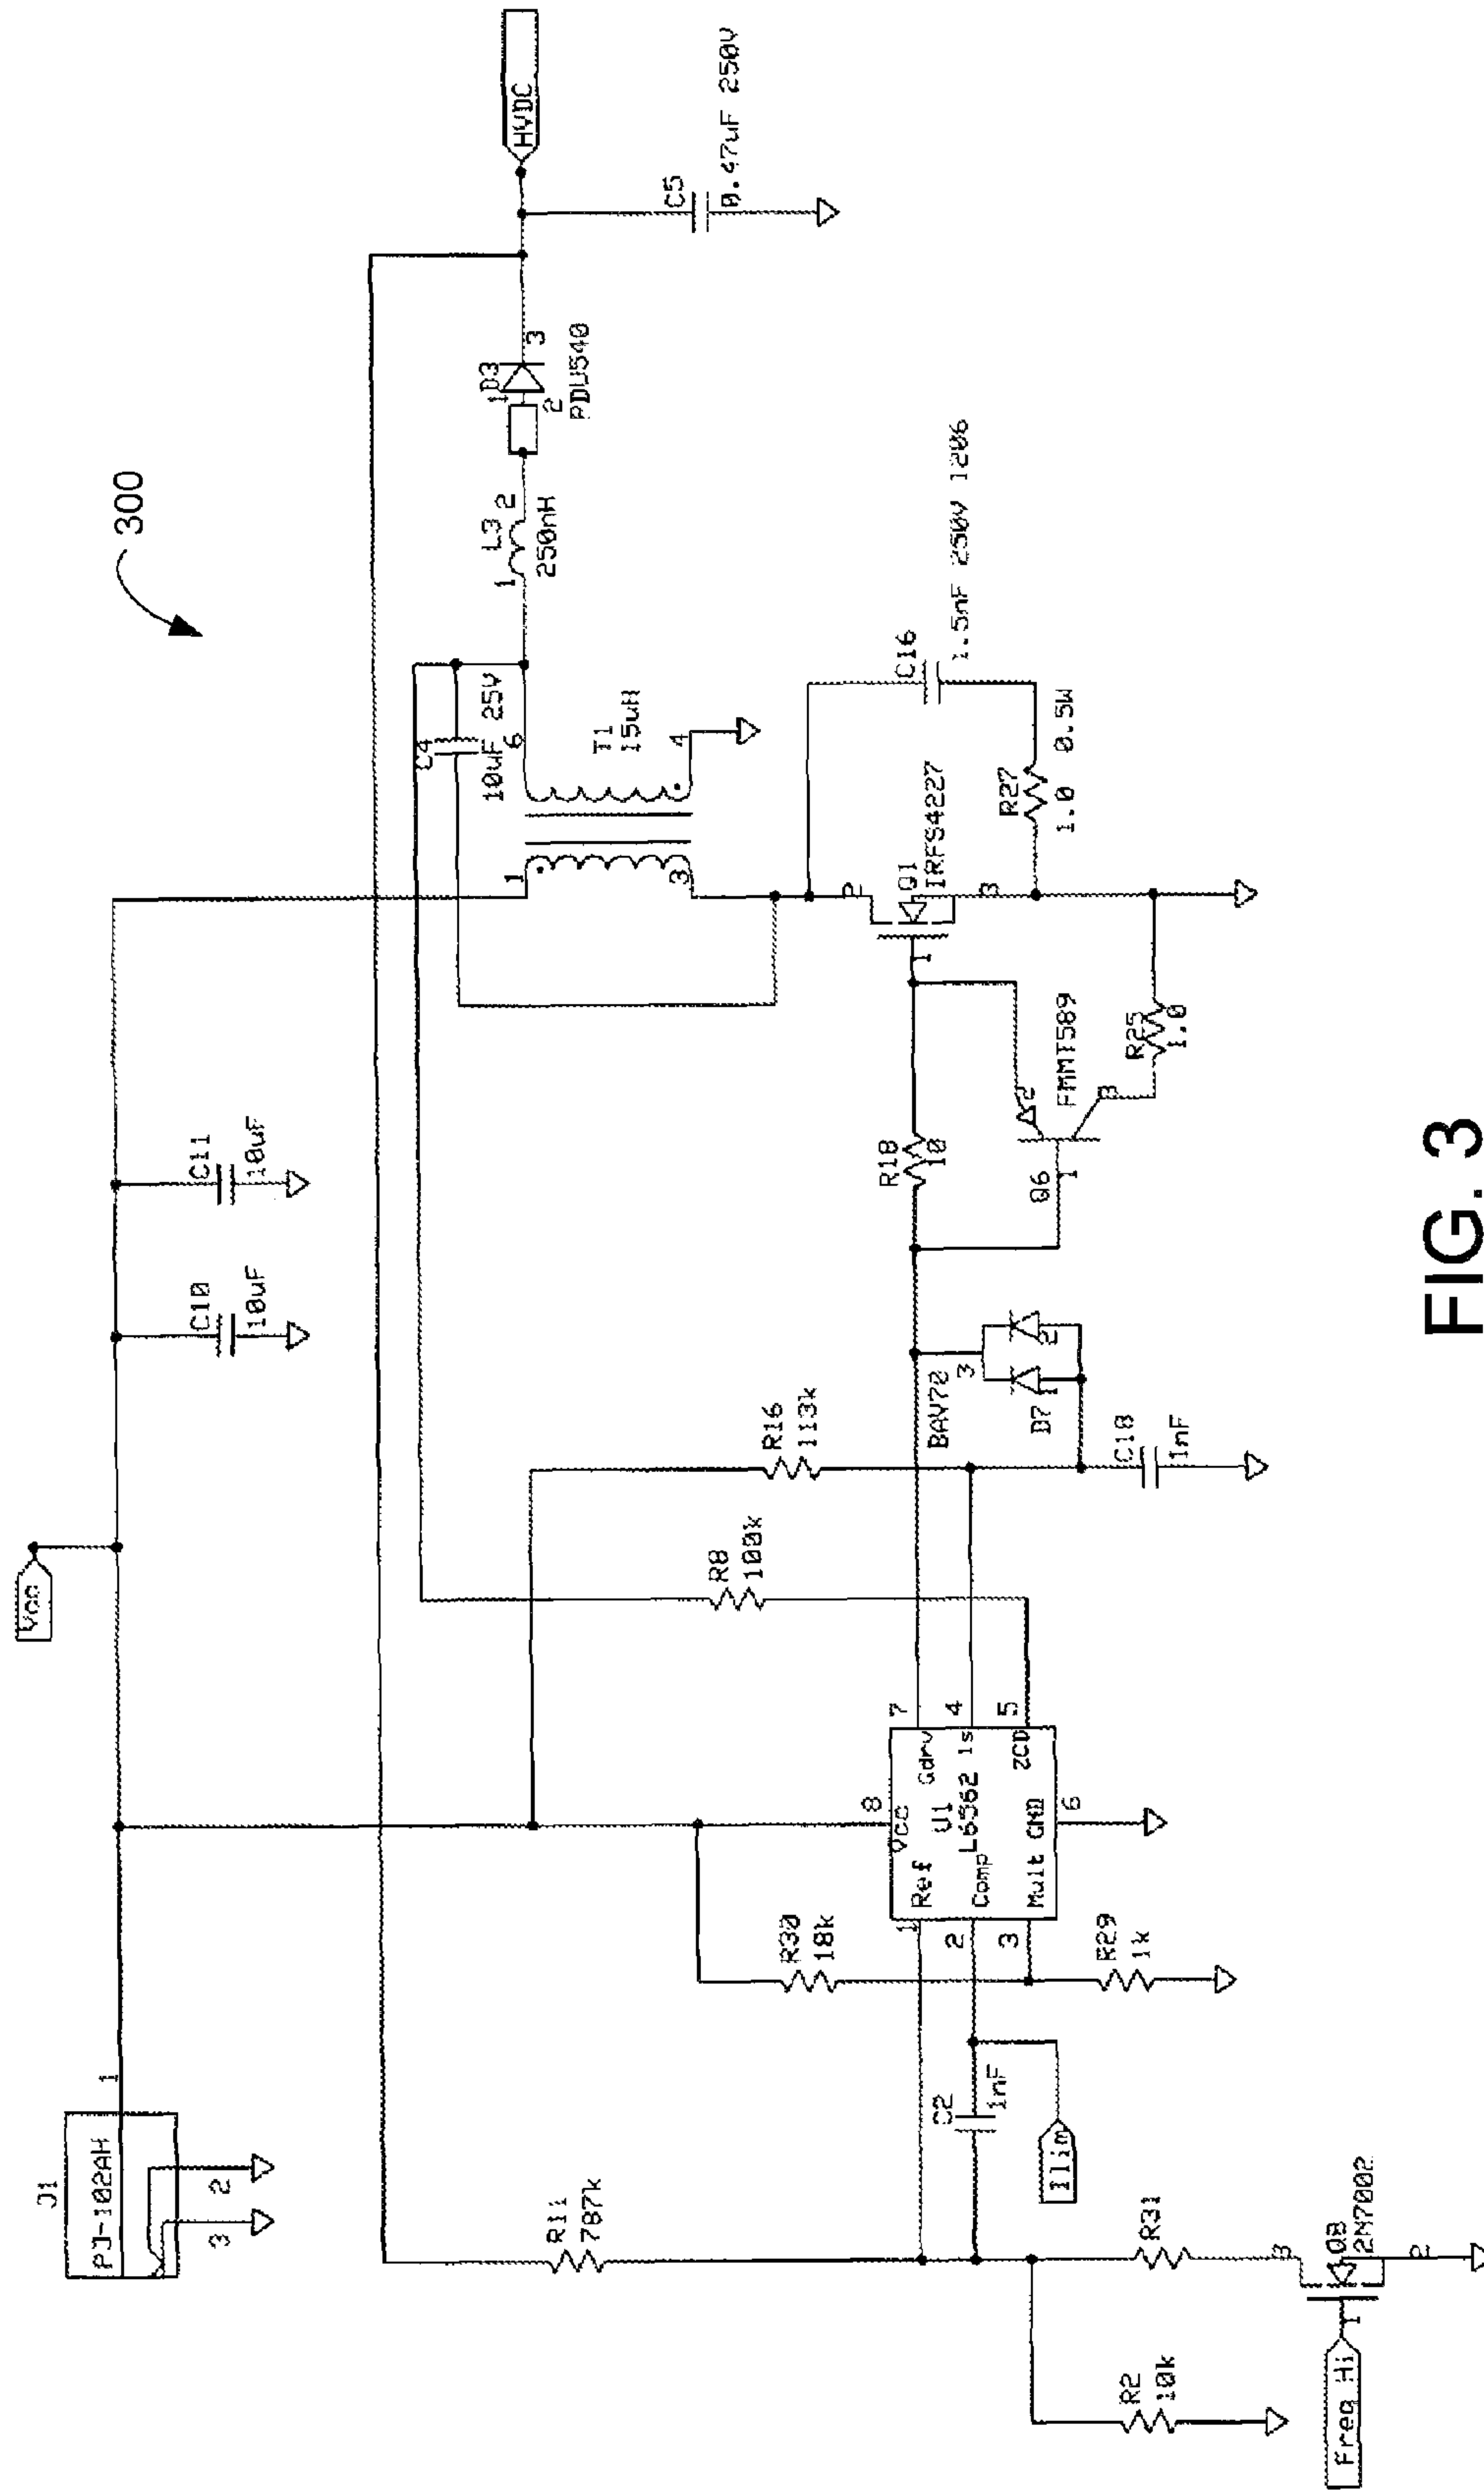 300
Vcc
J1
PJ-102AH
1
2
3
C10
10uF
C11
10uF
HVDC
C5
0.47uF 250V
D3
1
2
3
PDU540
L3
1
2
250nH
C4
10uF 25V
T1
15uH
1
3
6
4
C16
1.5nF 250V 1206
R27
1.0 0.5W
Q1
IRFS4227
2
1
3
R18
10
Q6
FMMT589
1
2
3
R25
1.0
BAV70
D7
3
1
2
C18
1nF
R16
113k
R8
100k
U1
L6562
Vcc
Ref
Comp
Mult
GND
Gdrv
Is
ZCD
8
7
4
5
6
1
2
3
R30
18k
R29
1k
C2
1nF
Ilim
R11
787k
R31
R2
10k
Q8
2N7002
3
1
2
Freq Hi
FIG. 3